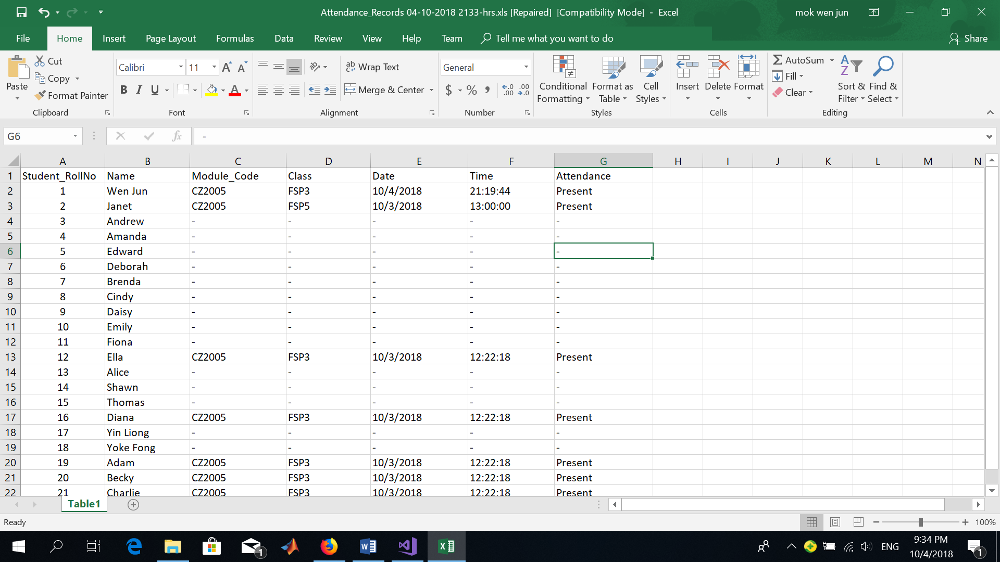 Attendance_Records 04-10-2018 2133-hrs.xls [Repaired] [Compatibility Mode] - Excel
mok wen jun
File Home Insert Page Layout Formulas Data Review View Help Team Tell me what you want to do Share
Paste
Cut
Copy
Format Painter
Clipboard
Calibri 11
A A
B I U A
Font
ab
Wrap Text
Merge & Center
Alignment
General
$ % , .0 .00 .00 .0
Number
Conditional Formatting
Format as Table
Cell Styles
Styles
Insert
Delete
Format
Cells
Σ AutoSum
Fill
Clear
A Z
Sort & Filter
Find & Select
Editing
G6 fx -
A B C D E F G H I J K L M N
1 Student_RollNo Name Module_Code Class Date Time Attendance
2 1 Wen Jun CZ2005 FSP3 10/4/2018 21:19:44 Present
3 2 Janet CZ2005 FSP5 10/3/2018 13:00:00 Present
4 3 Andrew - - - - -
5 4 Amanda - - - - -
6 5 Edward - - - - -
7 6 Deborah - - - - -
8 7 Brenda - - - - -
9 8 Cindy - - - - -
10 9 Daisy - - - - -
11 10 Emily - - - - -
12 11 Fiona - - - - -
13 12 Ella CZ2005 FSP3 10/3/2018 12:22:18 Present
14 13 Alice - - - - -
15 14 Shawn - - - - -
16 15 Thomas - - - - -
17 16 Diana CZ2005 FSP3 10/3/2018 12:22:18 Present
18 17 Yin Liong - - - - -
19 18 Yoke Fong - - - - -
20 19 Adam CZ2005 FSP3 10/3/2018 12:22:18 Present
21 20 Becky CZ2005 FSP3 10/3/2018 12:22:18 Present
22 21 Charlie CZ2005 FSP3 10/3/2018 12:22:18 Present
Table1
Ready
100%
1
ENG
9:34 PM
10/4/2018
1